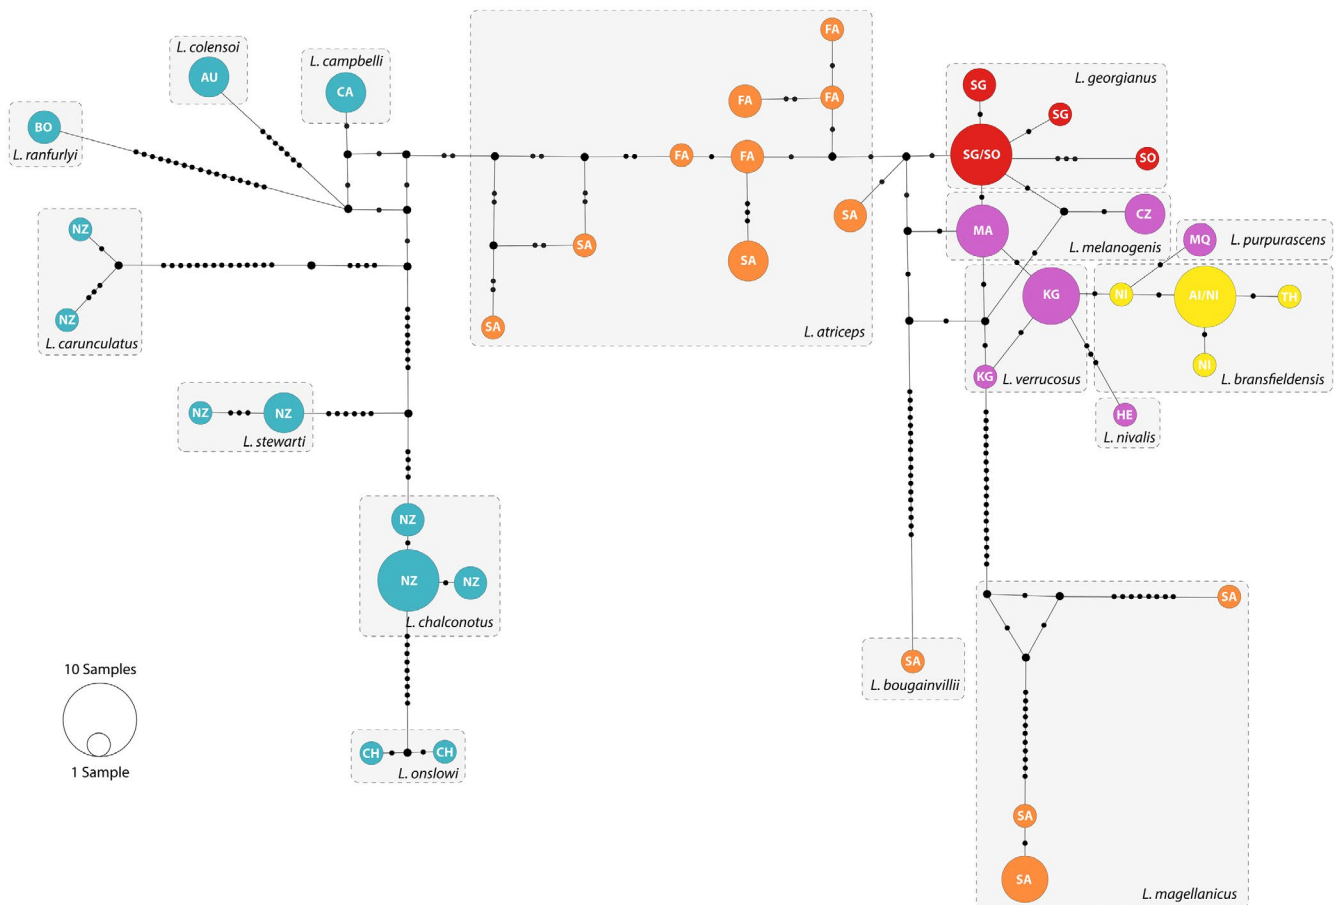 L. colensoi
AU
L. campbelli
CA
BO
L. ranfurlyi
NZ
NZ
L. carunculatus
NZ
NZ
L. stewarti
NZ
NZ
NZ
L. chalconotus
CH
CH
L. onslowi
10 Samples
1 Sample
FA
FA
FA
FA
FA
SA
SA
SA
SA
L. atriceps
L. georgianus
SG
SG
SG/SO
SO
MA
CZ
L. melanogenis
L. purpurascens
MQ
KG
KG
L. verrucosus
NI
AI/NI
TH
NI
L. bransfieldensis
HE
L. nivalis
SA
L. bougainvillii
SA
SA
SA
L. magellanicus